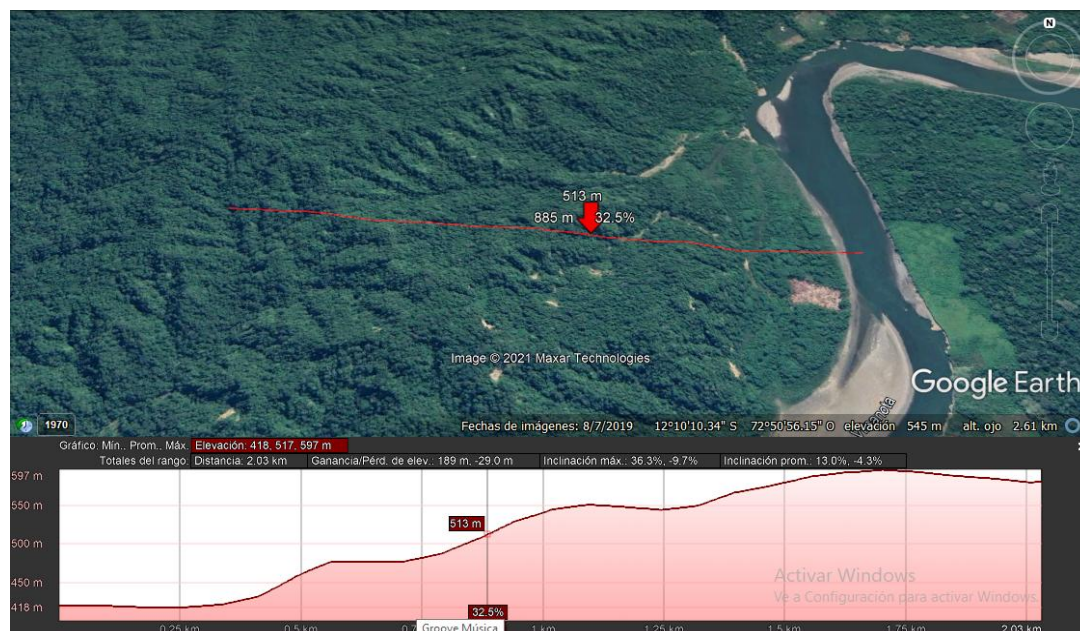 N
513 m
885 m 32.5%
Image © 2021 Maxar Technologies
Google Earth
1970
Fechas de imágenes: 8/7/2019 12°10'10.34" S 72°50'56.15" O elevación 545 m alt. ojo 2.61 km
Gráfico: Mín., Prom., Máx. Elevación: 418, 517, 597 m
Totales del rango: Distancia: 2.03 km Ganancia/Pérd. de elev.: 189 m, -29.0 m Inclinación máx.: 36.3%, -9.7% Inclinación prom.: 13.0%, -4.3%
597 m
550 m
513 m
500 m
450 m
Activar Windows
Ve a Configuración para activar Windows.
418 m
32.5%
0.25 km 0.5 km Groove Música 1 km 1.25 km 1.5 km 1.75 km 2.03 km